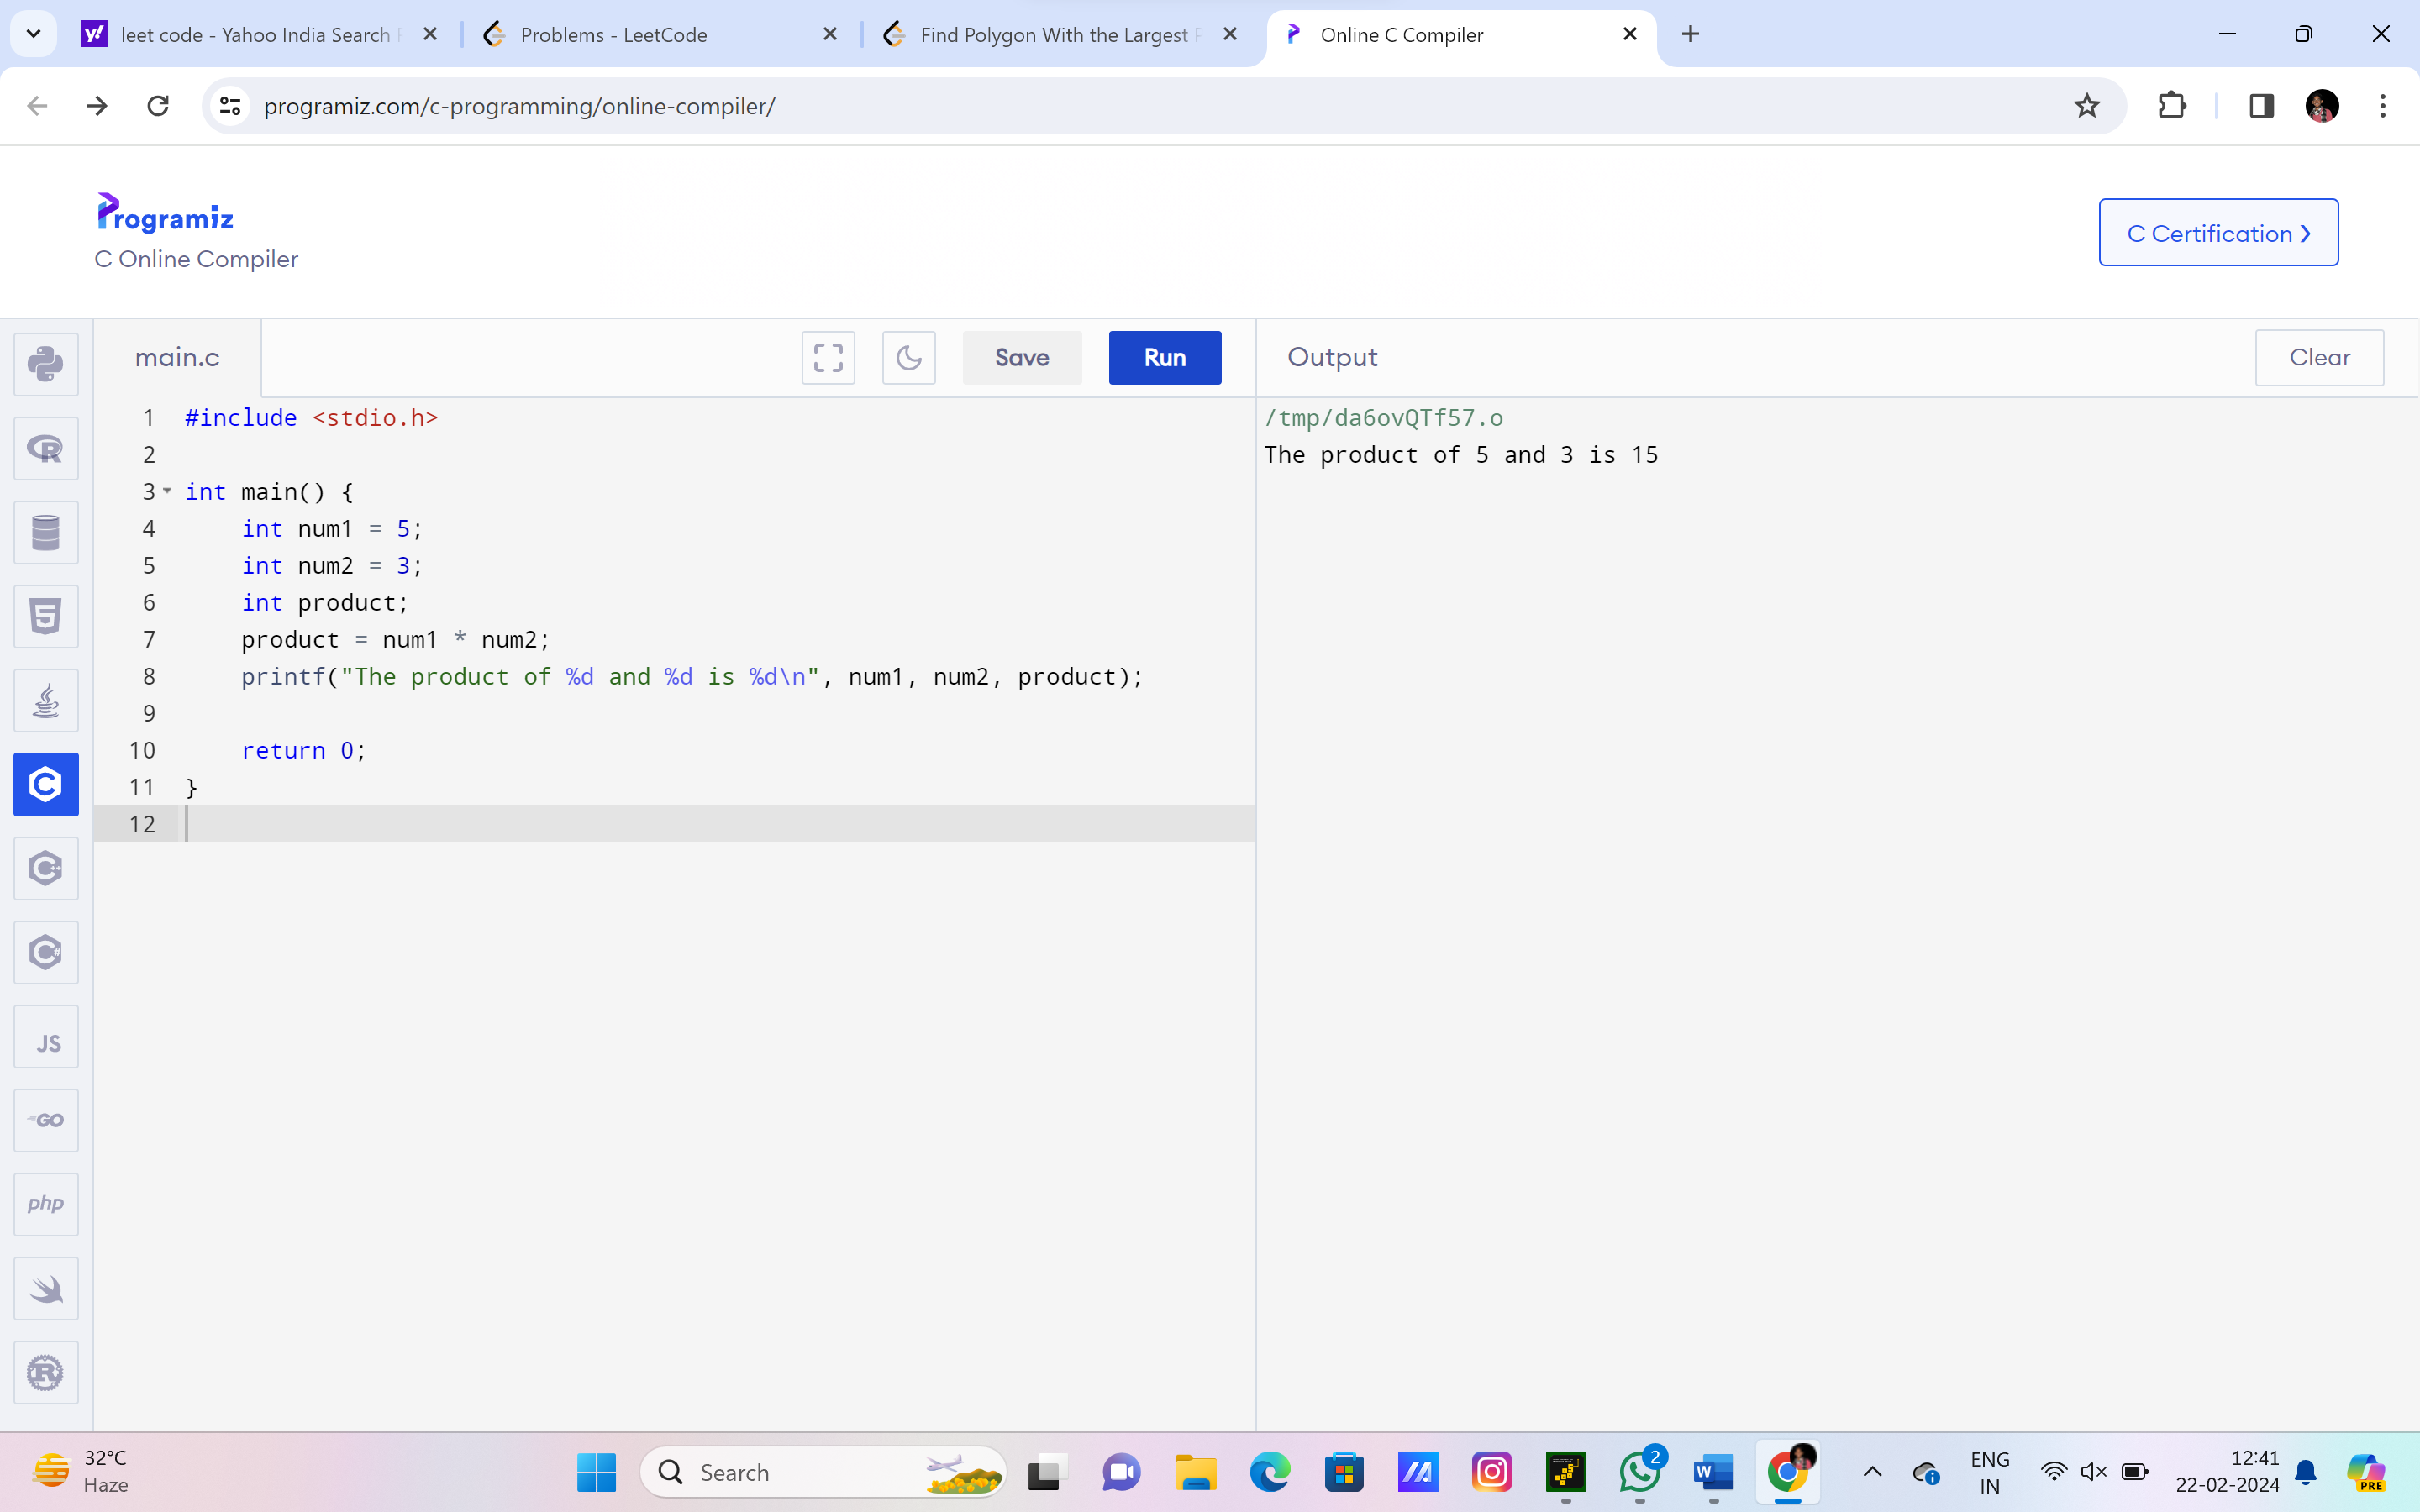 leet code - Yahoo India Search
Problems - LeetCode
Find Polygon With the Largest
Online C Compiler
programiz.com/c-programming/online-compiler/
Programiz
C Online Compiler
C Certification ❯
main.c
Save
Run
Output
Clear
1 #include <stdio.h>
2
3 int main() {
4     int num1 = 5;
5     int num2 = 3;
6     int product;
7     product = num1 * num2;
8     printf("The product of %d and %d is %d\n", num1, num2, product);
9
10     return 0;
11 }
12
/tmp/da6ovQTf57.o
The product of 5 and 3 is 15
JS
GO
php
32°C
Haze
Search
2
ENG
IN
12:41
22-02-2024
PRE